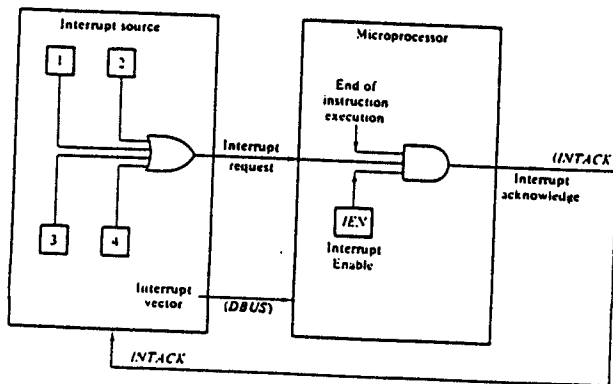 Interrupt source
1
2
3
4
Interrupt
vector
Interrupt
request
(DBUS)
Microprocessor
End of
instruction
execution
IEN
Interrupt
Enable
(INTACK
Interrupt
acknowledge
INTACK